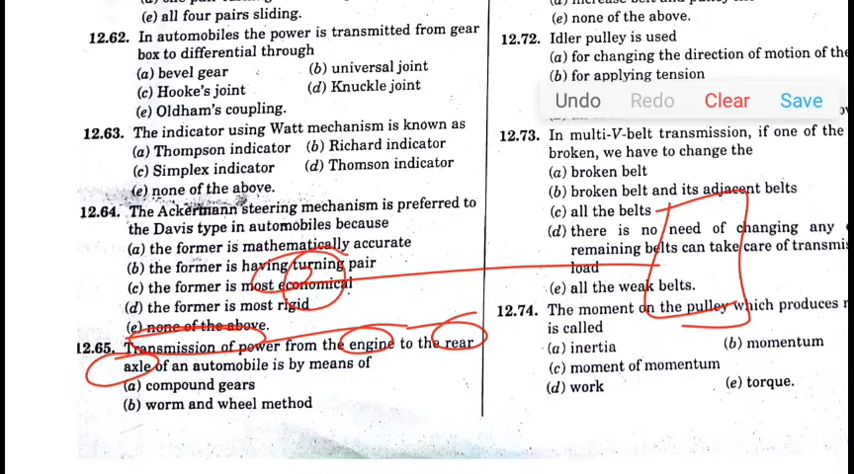 (e) all four pairs sliding.
12.62. In automobiles the power is transmitted from gear
box to differential through
(a) bevel gear (b) universal joint
(c) Hooke's joint (d) Knuckle joint
(e) Oldham's coupling.
12.63. The indicator using Watt mechanism is known as
(a) Thompson indicator (b) Richard indicator
(c) Simplex indicator (d) Thomson indicator
(e) none of the above.
12.64. The Ackermann steering mechanism is preferred to
the Davis type in automobiles because
(a) the former is mathematically accurate
(b) the former is having turning pair
(c) the former is most economical
(d) the former is most rigid
(e) none of the above.
12.65. Transmission of power from the engine to the rear
axle of an automobile is by means of
(a) compound gears
(b) worm and wheel method
(e) none of the above.
12.72. Idler pulley is used
(a) for changing the direction of motion of the
(b) for applying tension
Undo Redo Clear Save
12.73. In multi-V-belt transmission, if one of the
broken, we have to change the
(a) broken belt
(b) broken belt and its adjacent belts
(c) all the belts
(d) there is no need of changing any
remaining belts can take care of transmis
load
(e) all the weak belts.
12.74. The moment on the pulley which produces
is called
(a) inertia (b) momentum
(c) moment of momentum
(d) work (e) torque.